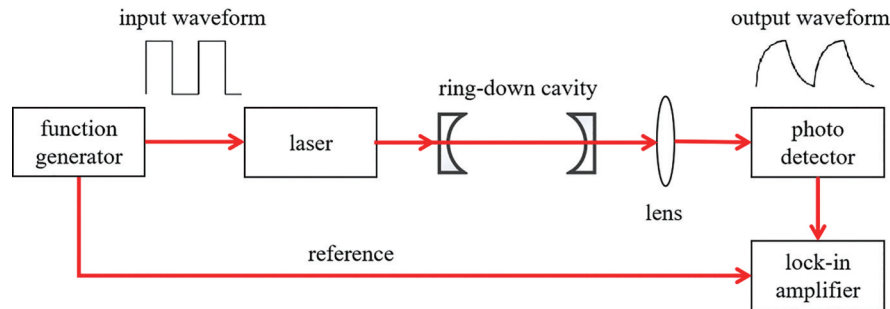 input waveform
output waveform
ring-down cavity
function
generator
laser
photo
detector
lens
reference
lock-in
amplifier